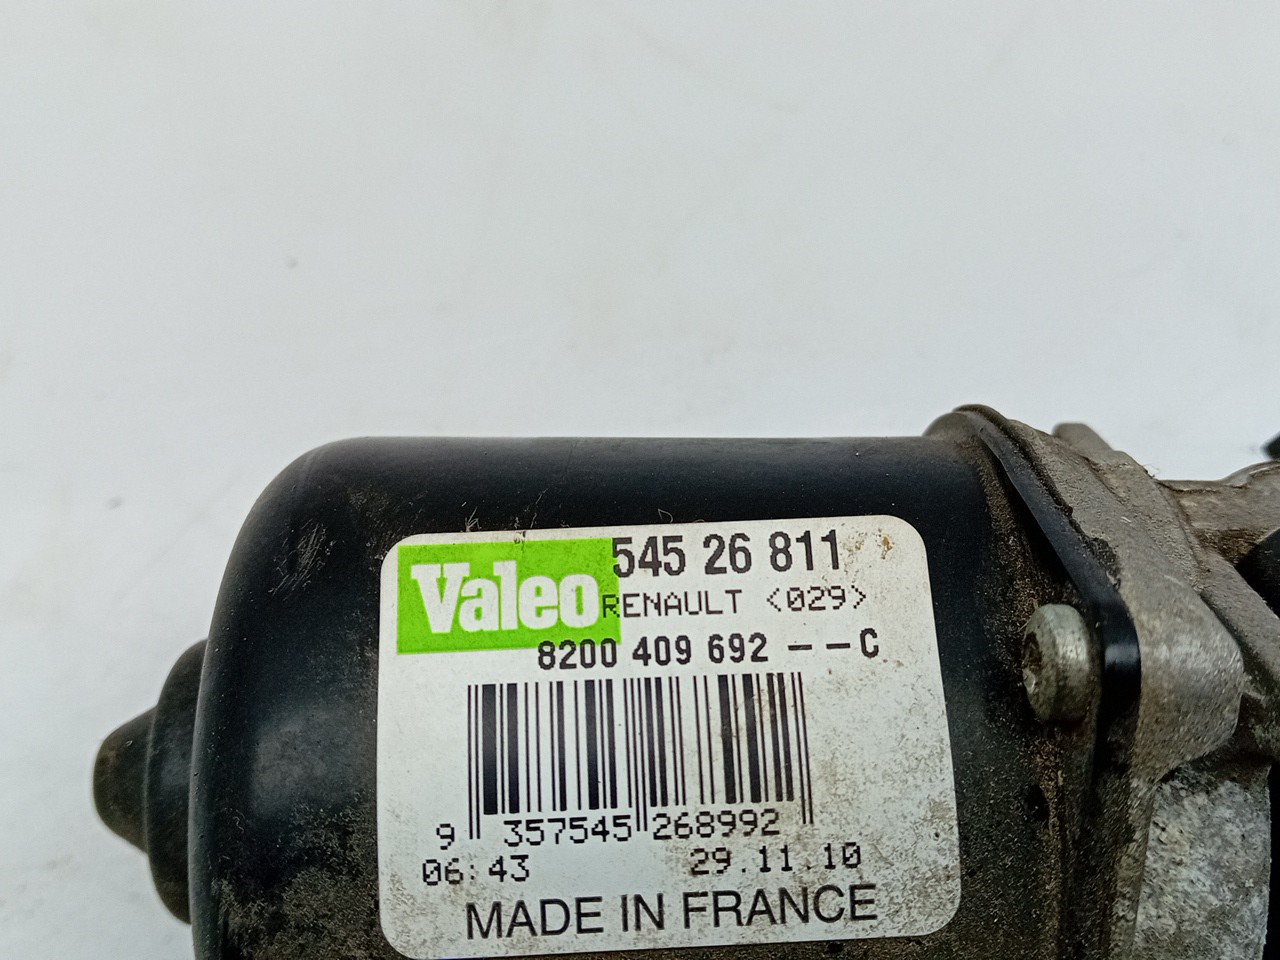 Valeo 545 26 811
RENAULT <029>
8200 409 692 --C
9 357545 268992
06:43 29.11.10
MADE IN FRANCE